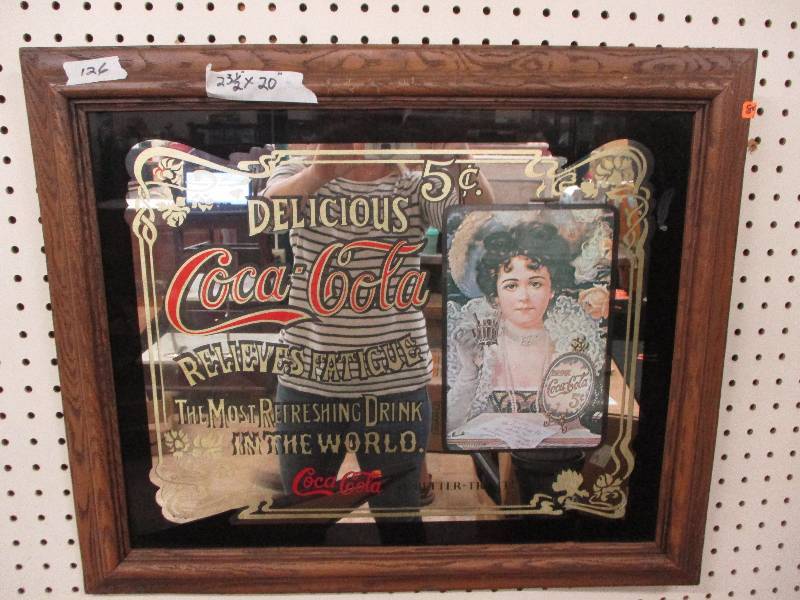 126
23½ x 20"
5¢.
DELICIOUS
Coca-Cola
RELIEVES FATIGUE
THE MOST REFRESHING DRINK
IN THE WORLD.
Coca-Cola
DRINK
Coca-Cola
5¢